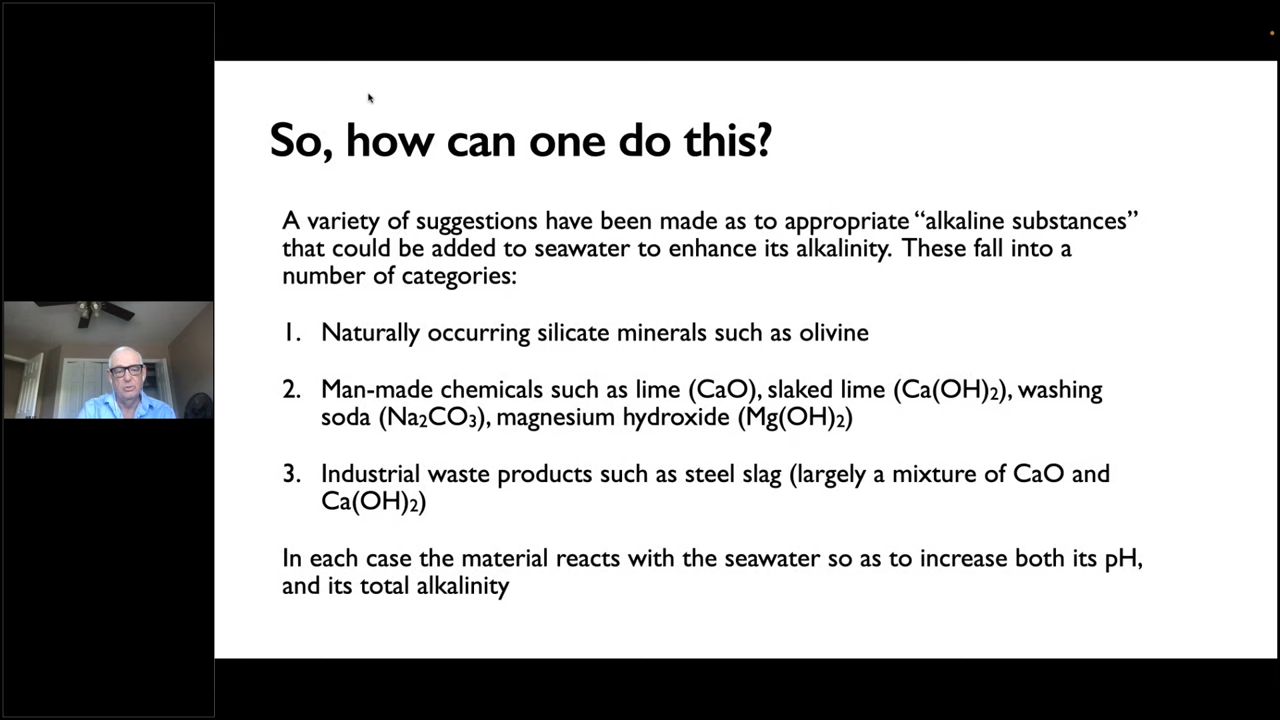 So, how can one do this?
A variety of suggestions have been made as to appropriate “alkaline substances”
that could be added to seawater to enhance its alkalinity. These fall into a
number of categories:
1. Naturally occurring silicate minerals such as olivine
2. Man-made chemicals such as lime (CaO), slaked lime (Ca(OH)₂), washing
soda (Na₂CO₃), magnesium hydroxide (Mg(OH)₂)
3. Industrial waste products such as steel slag (largely a mixture of CaO and
Ca(OH)₂)
In each case the material reacts with the seawater so as to increase both its pH,
and its total alkalinity